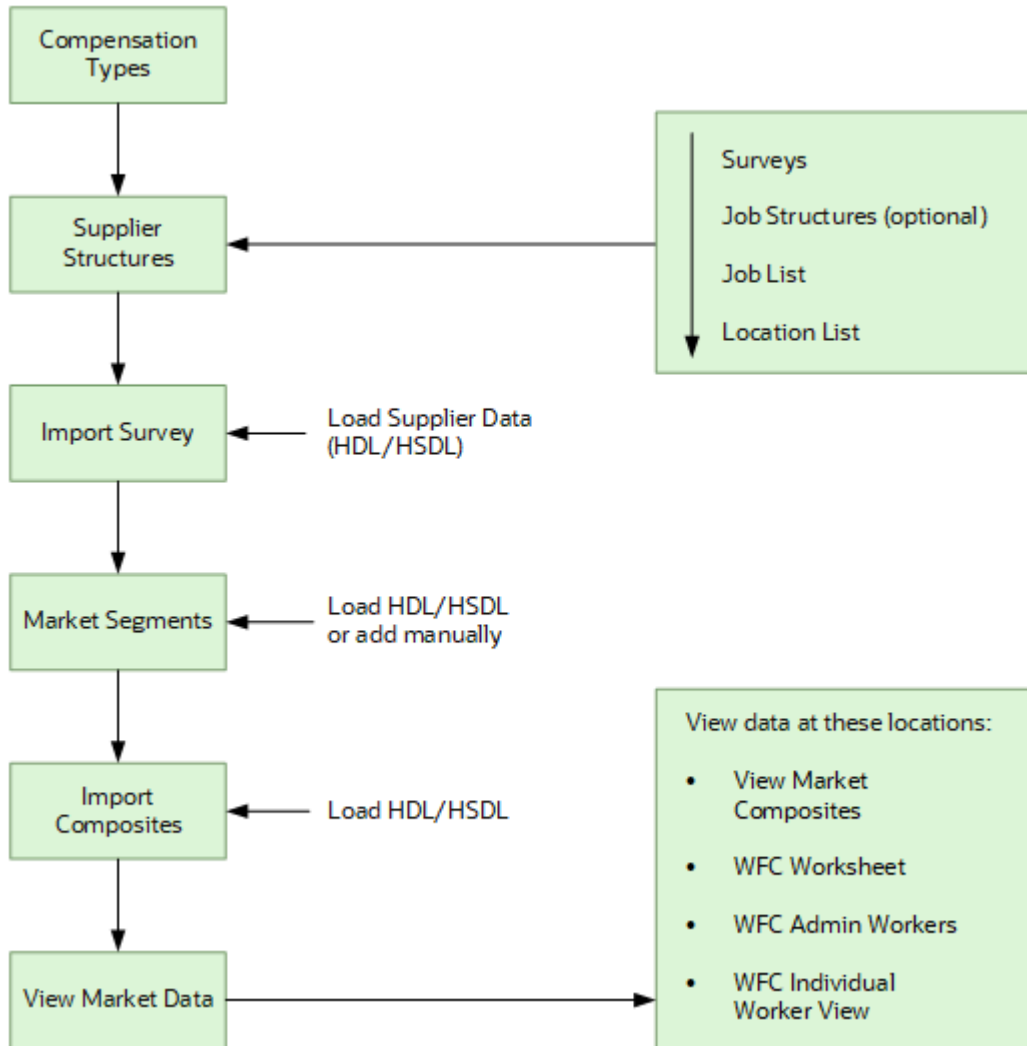 Compensation
Types
Supplier
Structures
Surveys
Job Structures (optional)
Job List
Location List
Import Survey
Load Supplier Data
(HDL/HSDL)
Market Segments
Load HDL/HSDL
or add manually
Import
Composites
Load HDL/HSDL
View Market Data
View data at these locations:
• View Market
Composites
• WFC Worksheet
• WFC Admin Workers
• WFC Individual
Worker View